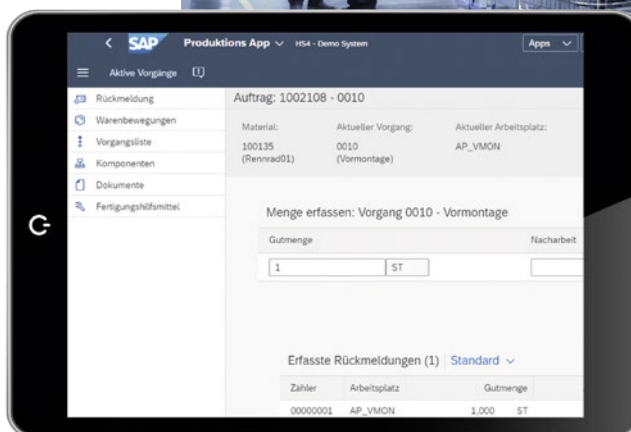 SAP Produktions App HS4 - Demo System Apps
Aktive Vorgänge
Rückmeldung
Warenbewegungen
Vorgangsliste
Komponenten
Dokumente
Fertigungshilfsmittel
Auftrag: 1002108 - 0010
Material: Aktueller Vorgang: Aktueller Arbeitsplatz:
100135 0010 AP_VMON
(Rennrad01) (Vormontage)
Menge erfassen: Vorgang 0010 - Vormontage
Gutmenge Nacharbeit
1 ST
Erfasste Rückmeldungen (1) Standard
Zähler Arbeitsplatz Gutmenge
00000001 AP_VMON 1,000 ST